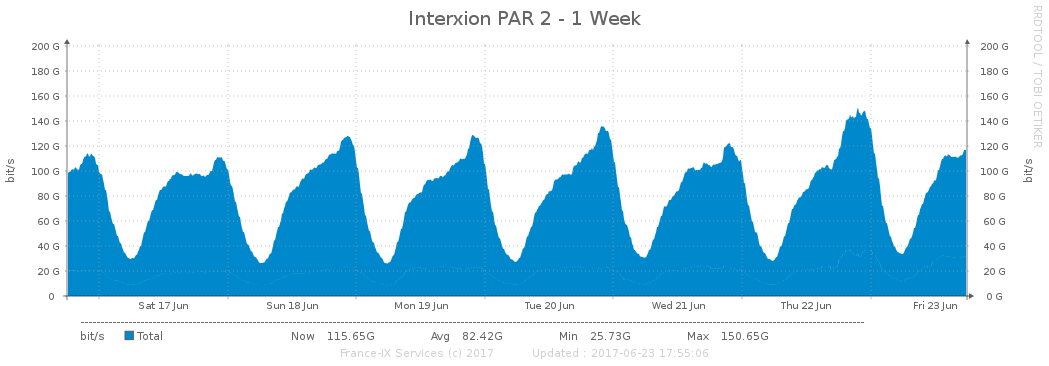 Interxion PAR 2 - 1 Week
RRDTOOL / TOBI OETIKER
bit/s
200 G 200 G
180 G 180 G
160 G 160 G
140 G 140 G
120 G 120 G
100 G 100 G
80 G 80 G
60 G 60 G
40 G 40 G
20 G 20 G
0 0 G
bit/s
Sat 17 Jun Sun 18 Jun Mon 19 Jun Tue 20 Jun Wed 21 Jun Thu 22 Jun Fri 23 Jun
bit/s Total Now 115.65G Avg 82.42G Min 25.73G Max 150.65G
France-IX Services (c) 2017 Updated : 2017-06-23 17:55:06